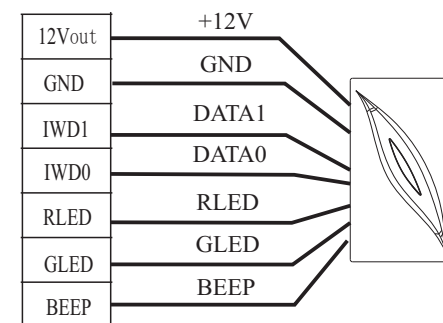 12Vout +12V
GND GND
IWD1 DATA1
IWD0 DATA0
RLED RLED
GLED GLED
BEEP BEEP